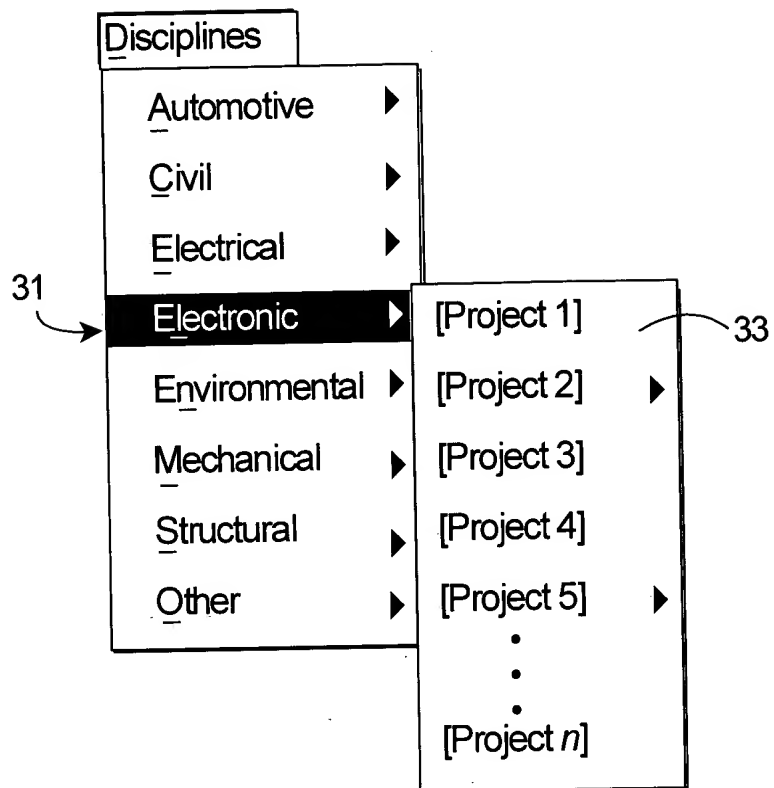 Disciplines
Automotive
Civil
Electrical
31
Electronic
Environmental
Mechanical
Structural
Other
[Project 1]
33
[Project 2]
[Project 3]
[Project 4]
[Project 5]
[Project n]